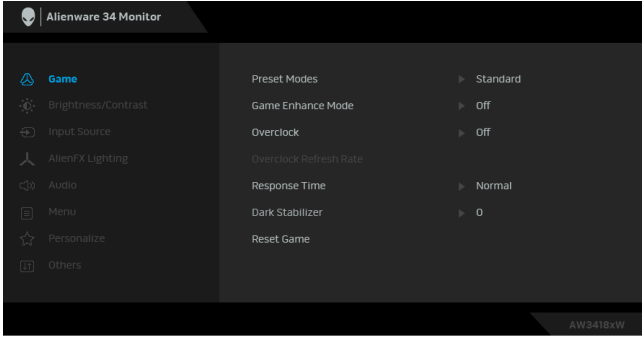 Alienware 34 Monitor
Game
Preset Modes Standard
Brightness/Contrast
Game Enhance Mode Off
Input Source
Overclock Off
AlienFX Lighting
Overclock Refresh Rate
Audio
Response Time Normal
Menu
Dark Stabilizer 0
Personalize
Reset Game
Others
AW3418xW